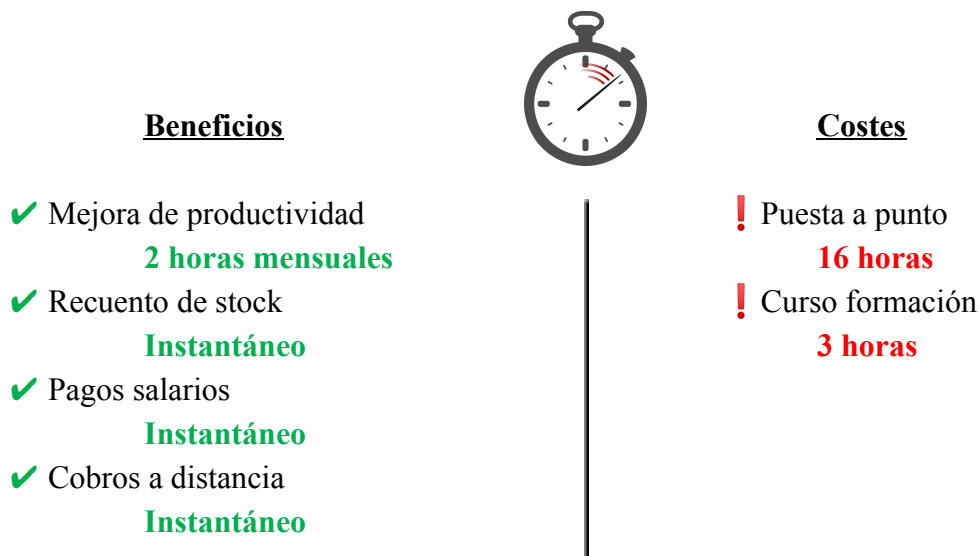 Beneficios
Mejora de productividad
2 horas mensuales
Recuento de stock
Instantáneo
Pagos salarios
Instantáneo
Cobros a distancia
Instantáneo
Costes
Puesta a punto
16 horas
Curso formación
3 horas